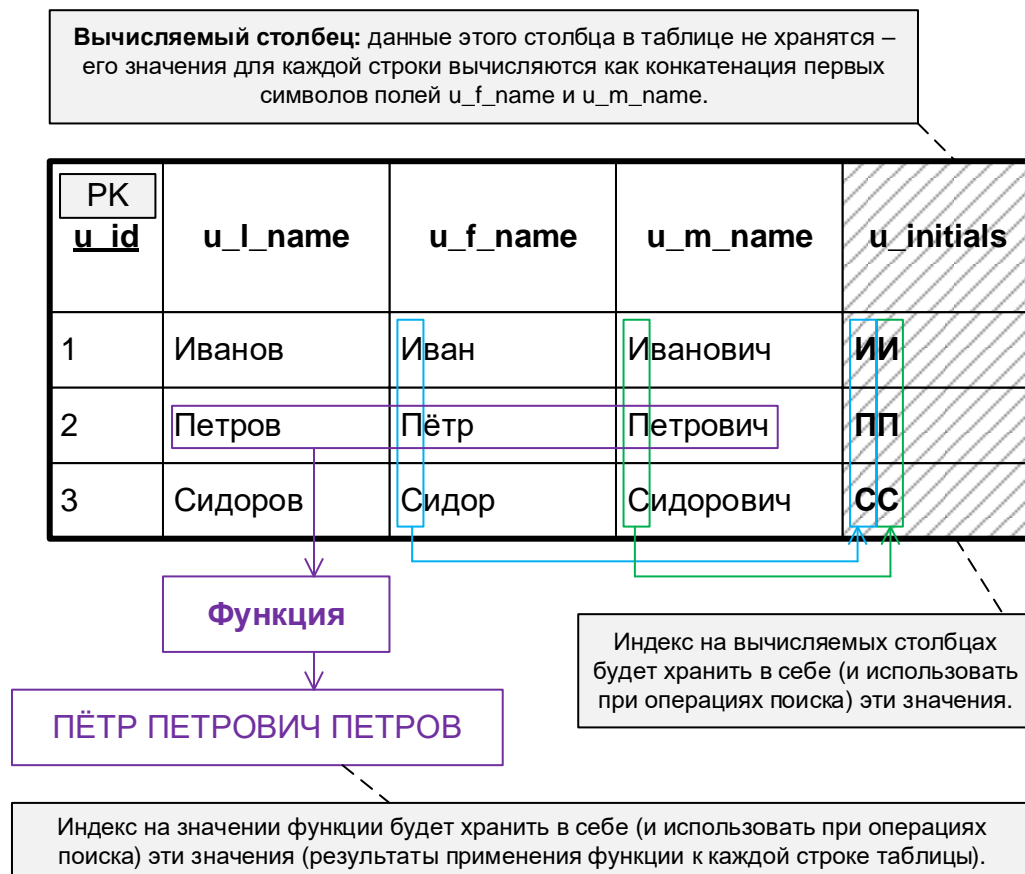 Вычисляемый столбец: данные этого столбца в таблице не хранятся –
его значения для каждой строки вычисляются как конкатенация первых
символов полей u_f_name и u_m_name.
PK
u_id u_l_name u_f_name u_m_name u_initials
1 Иванов Иван Иванович ИИ
2 Петров Пётр Петрович ПП
3 Сидоров Сидор Сидорович СС
Функция
ПЁТР ПЕТРОВИЧ ПЕТРОВ
Индекс на вычисляемых столбцах
будет хранить в себе (и использовать
при операциях поиска) эти значения.
Индекс на значении функции будет хранить в себе (и использовать при операциях
поиска) эти значения (результаты применения функции к каждой строке таблицы).